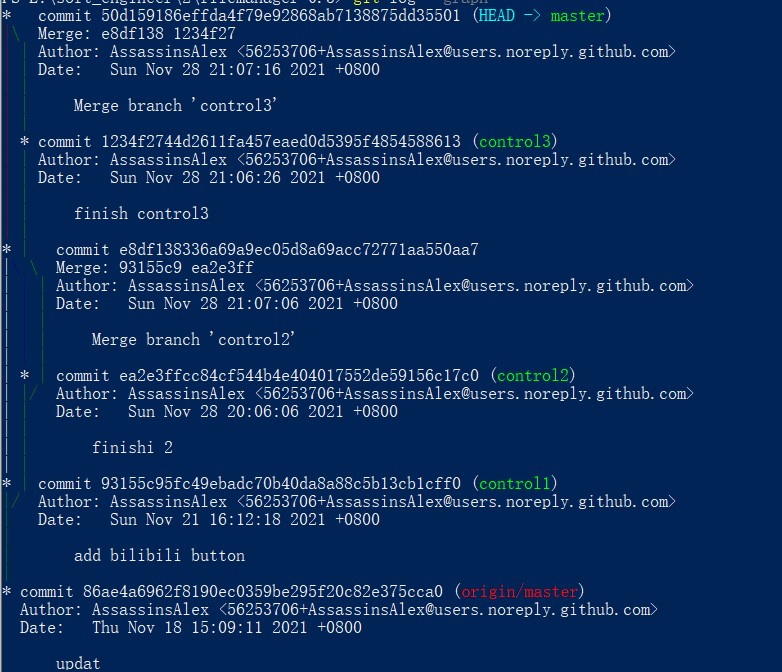 git log --graph
* commit 50d159186effda4f79e92868ab7138875dd35501 (HEAD -> master)
Merge: e8df138 1234f27
Author: AssassinsAlex <56253706+AssassinsAlex@users.noreply.github.com>
Date: Sun Nov 28 21:07:16 2021 +0800
Merge branch 'control3'
* commit 1234f2744d2611fa457eaed0d5395f4854588613 (control3)
Author: AssassinsAlex <56253706+AssassinsAlex@users.noreply.github.com>
Date: Sun Nov 28 21:06:26 2021 +0800
finish control3
* commit e8df138336a69a9ec05d8a69acc72771aa550aa7
Merge: 93155c9 ea2e3ff
Author: AssassinsAlex <56253706+AssassinsAlex@users.noreply.github.com>
Date: Sun Nov 28 21:07:06 2021 +0800
Merge branch 'control2'
* commit ea2e3ffcc84cf544b4e404017552de59156c17c0 (control2)
Author: AssassinsAlex <56253706+AssassinsAlex@users.noreply.github.com>
Date: Sun Nov 28 20:06:06 2021 +0800
finishi 2
* commit 93155c95fc49ebadc70b40da8a88c5b13cb1cff0 (control1)
Author: AssassinsAlex <56253706+AssassinsAlex@users.noreply.github.com>
Date: Sun Nov 21 16:12:18 2021 +0800
add bilibili button
* commit 86ae4a6962f8190ec0359be295f20c82e375cca0 (origin/master)
Author: AssassinsAlex <56253706+AssassinsAlex@users.noreply.github.com>
Date: Thu Nov 18 15:09:11 2021 +0800
updat